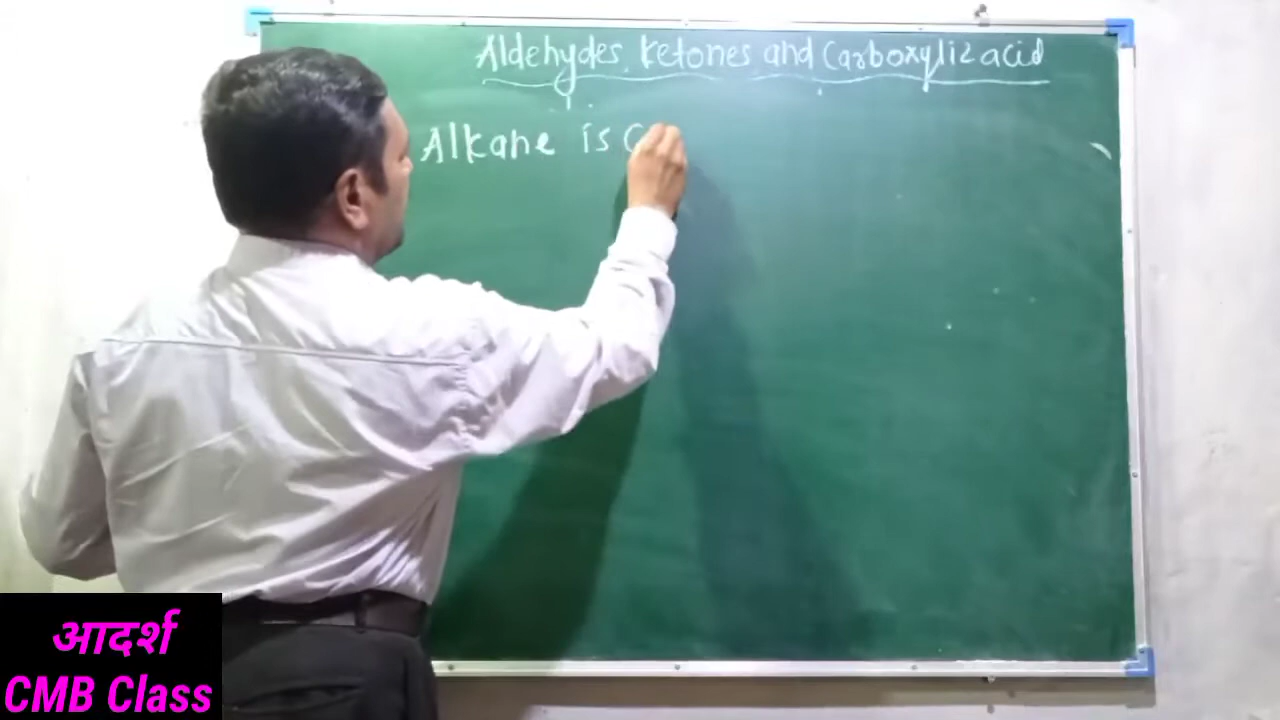 Aldehydes, ketones and Carboxylic acid
Alkane is C
आदर्श
CMB Class